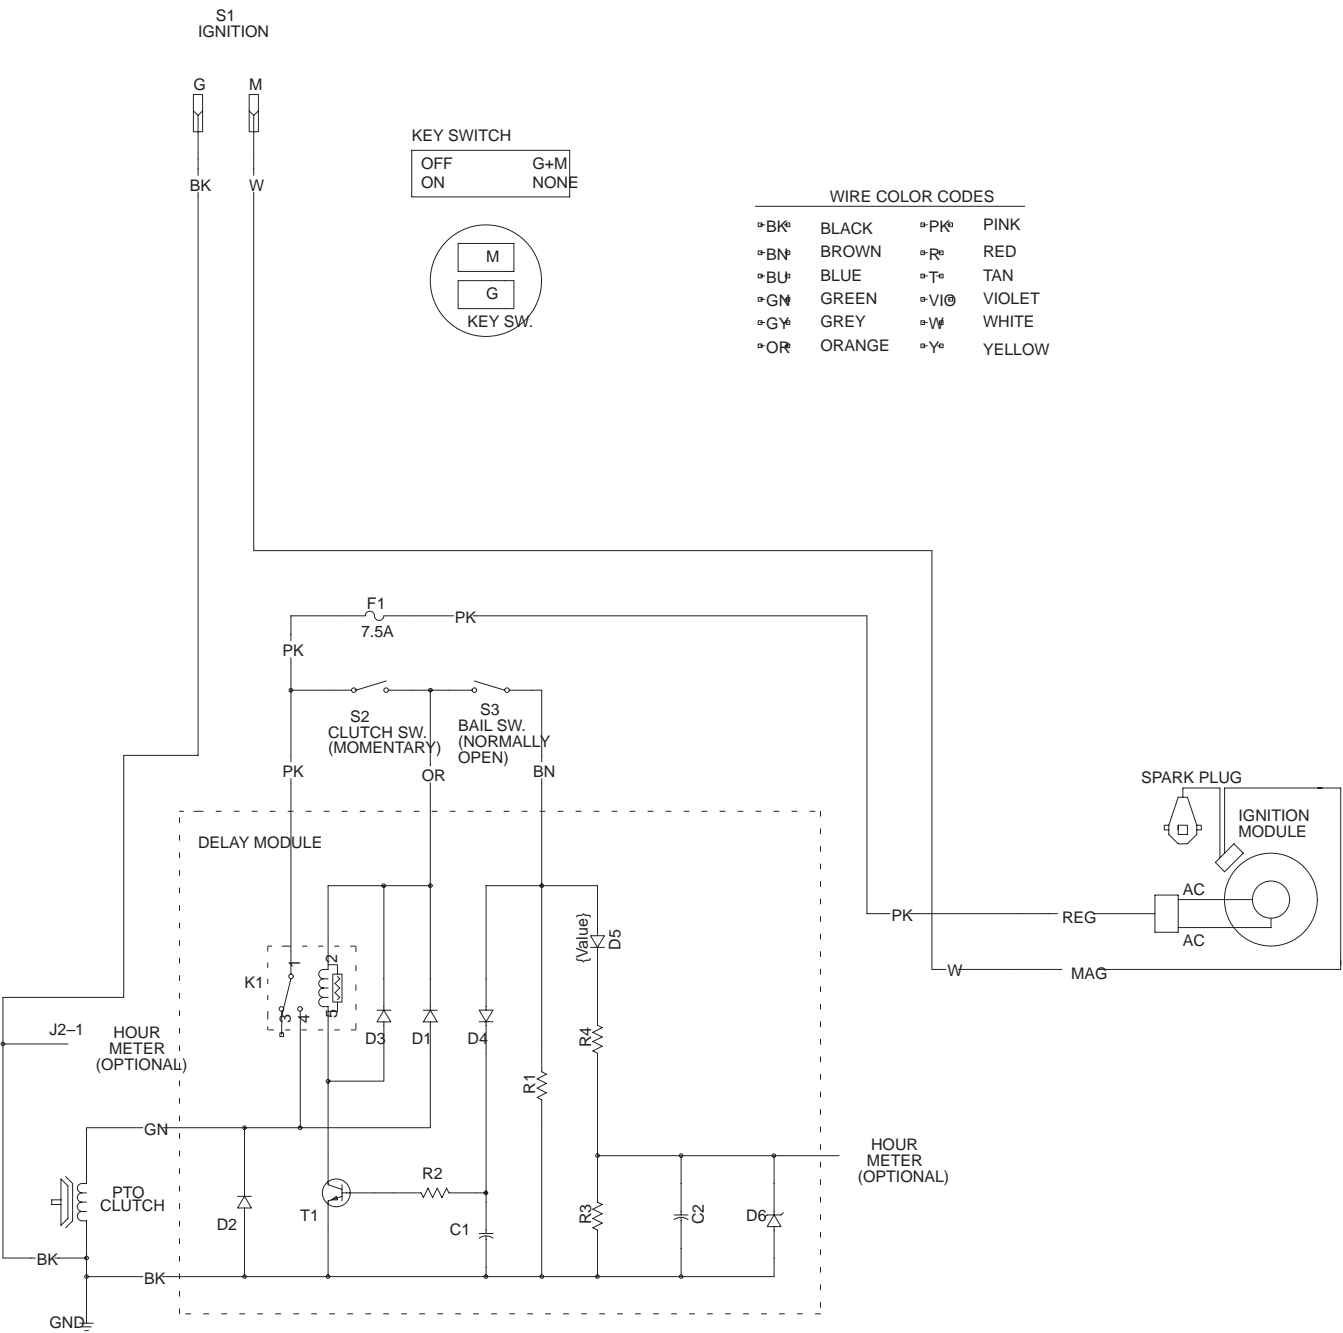 S1
IGNITION
G
M
BK
W
KEY SWITCH
OFF G+M
ON NONE
M
G
KEY SW.
WIRE COLOR CODES
BK BLACK PK PINK
BN BROWN R RED
BU BLUE T TAN
GN GREEN VIO VIOLET
GY GREY W WHITE
OR ORANGE Y YELLOW
F1
7.5A
PK
PK
S2
CLUTCH SW.
(MOMENTARY)
S3
BAIL SW.
(NORMALLY
OPEN)
PK
OR
BN
SPARK PLUG
IGNITION
MODULE
DELAY MODULE
AC
AC
PK
REG
W
MAG
{Value}
D5
K1
1
2
3
4
5
D3
D1
D4
R4
R1
J2–1
HOUR
METER
(OPTIONAL)
GN
HOUR
METER
(OPTIONAL)
PTO
CLUTCH
R2
T1
D2
C1
R3
C2
D6
BK
BK
GND